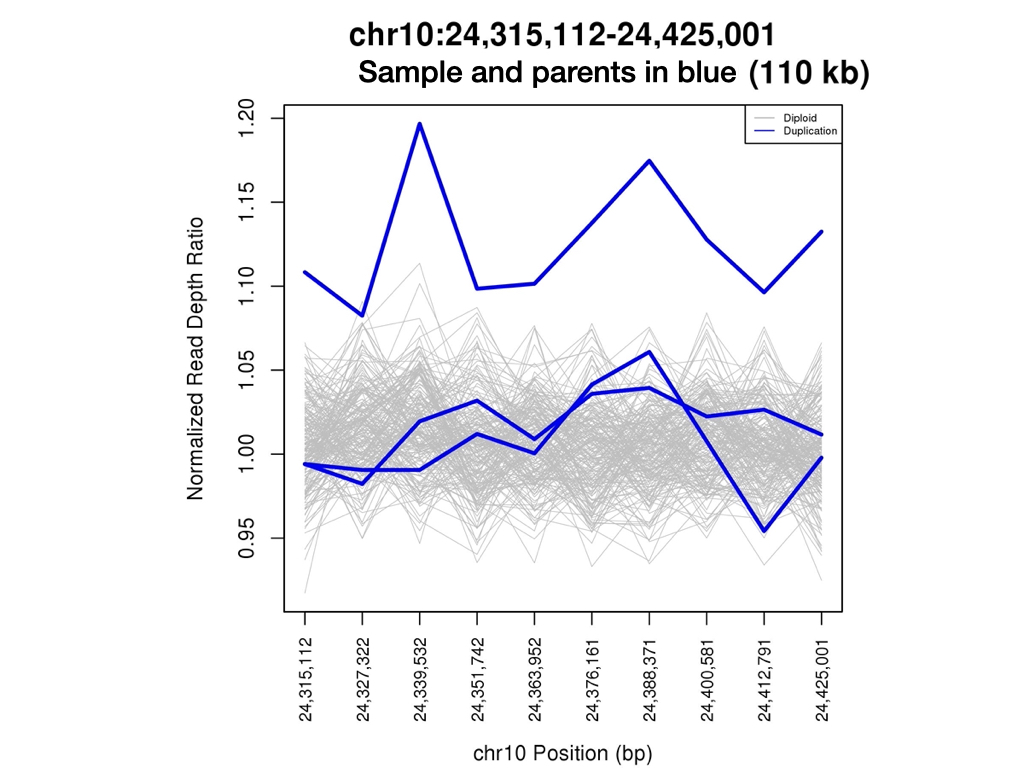 chr10:24,315,112-24,425,001
Sample and parents in blue (110 kb)
Diploid
Duplication
Normalized Read Depth Ratio
1.20
1.15
1.10
1.05
1.00
0.95
24,315,112
24,327,322
24,339,532
24,351,742
24,363,952
24,376,161
24,388,371
24,400,581
24,412,791
24,425,001
chr10 Position (bp)